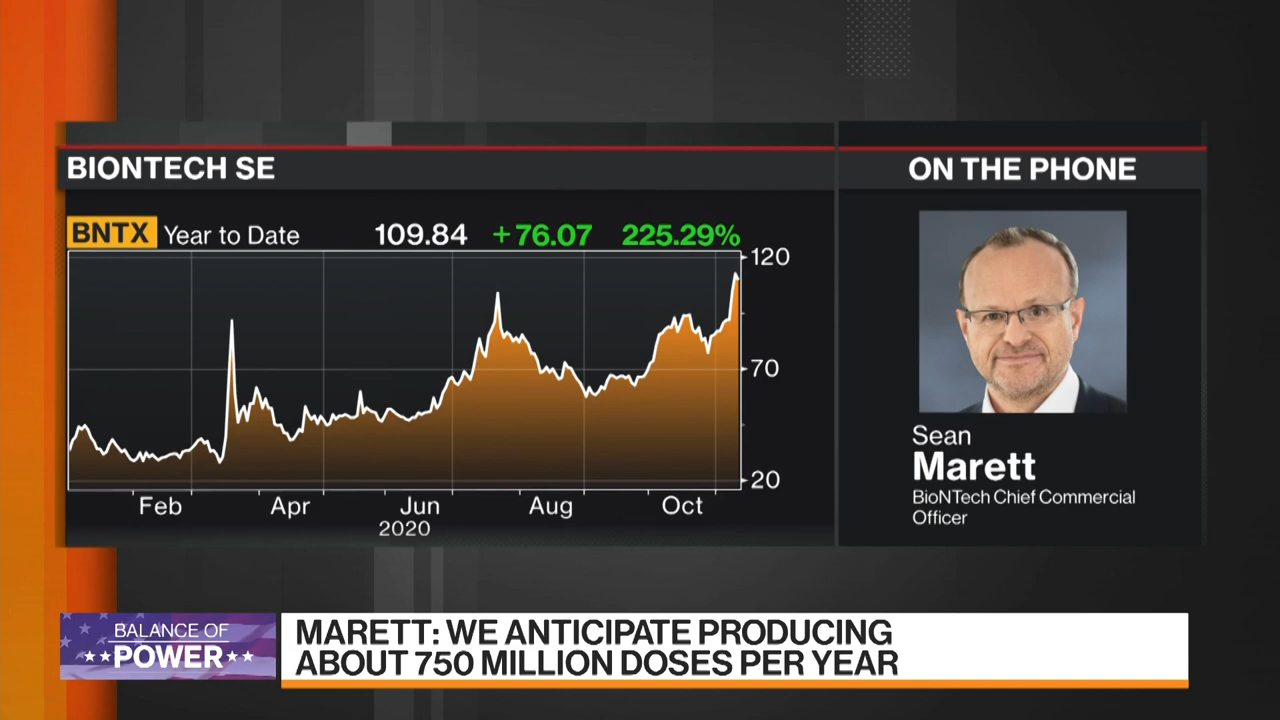 BIONTECH SE
ON THE PHONE
BNTX Year to Date 109.84 +76.07 225.29%
120
70
20
Feb Apr Jun Aug Oct
2020
Sean
Marett
BioNTech Chief Commercial
Officer
BALANCE OF
POWER
MARETT: WE ANTICIPATE PRODUCING
ABOUT 750 MILLION DOSES PER YEAR